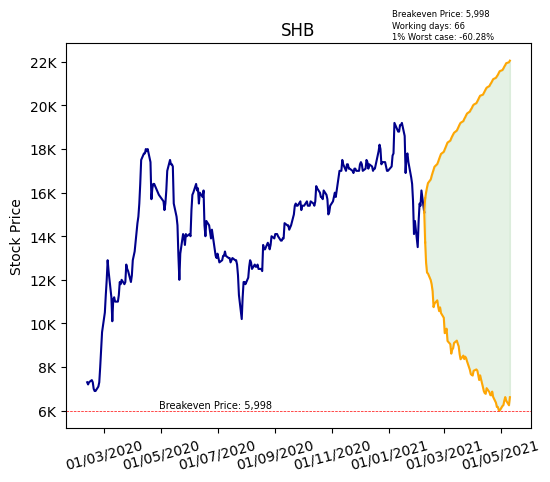 Breakeven Price: 5,998
Working days: 66
1% Worst case: -60.28%
SHB
Stock Price
22K
20K
18K
16K
14K
12K
10K
8K
6K
Breakeven Price: 5,998
01/03/2020
01/05/2020
01/07/2020
01/09/2020
01/11/2020
01/01/2021
01/03/2021
01/05/2021